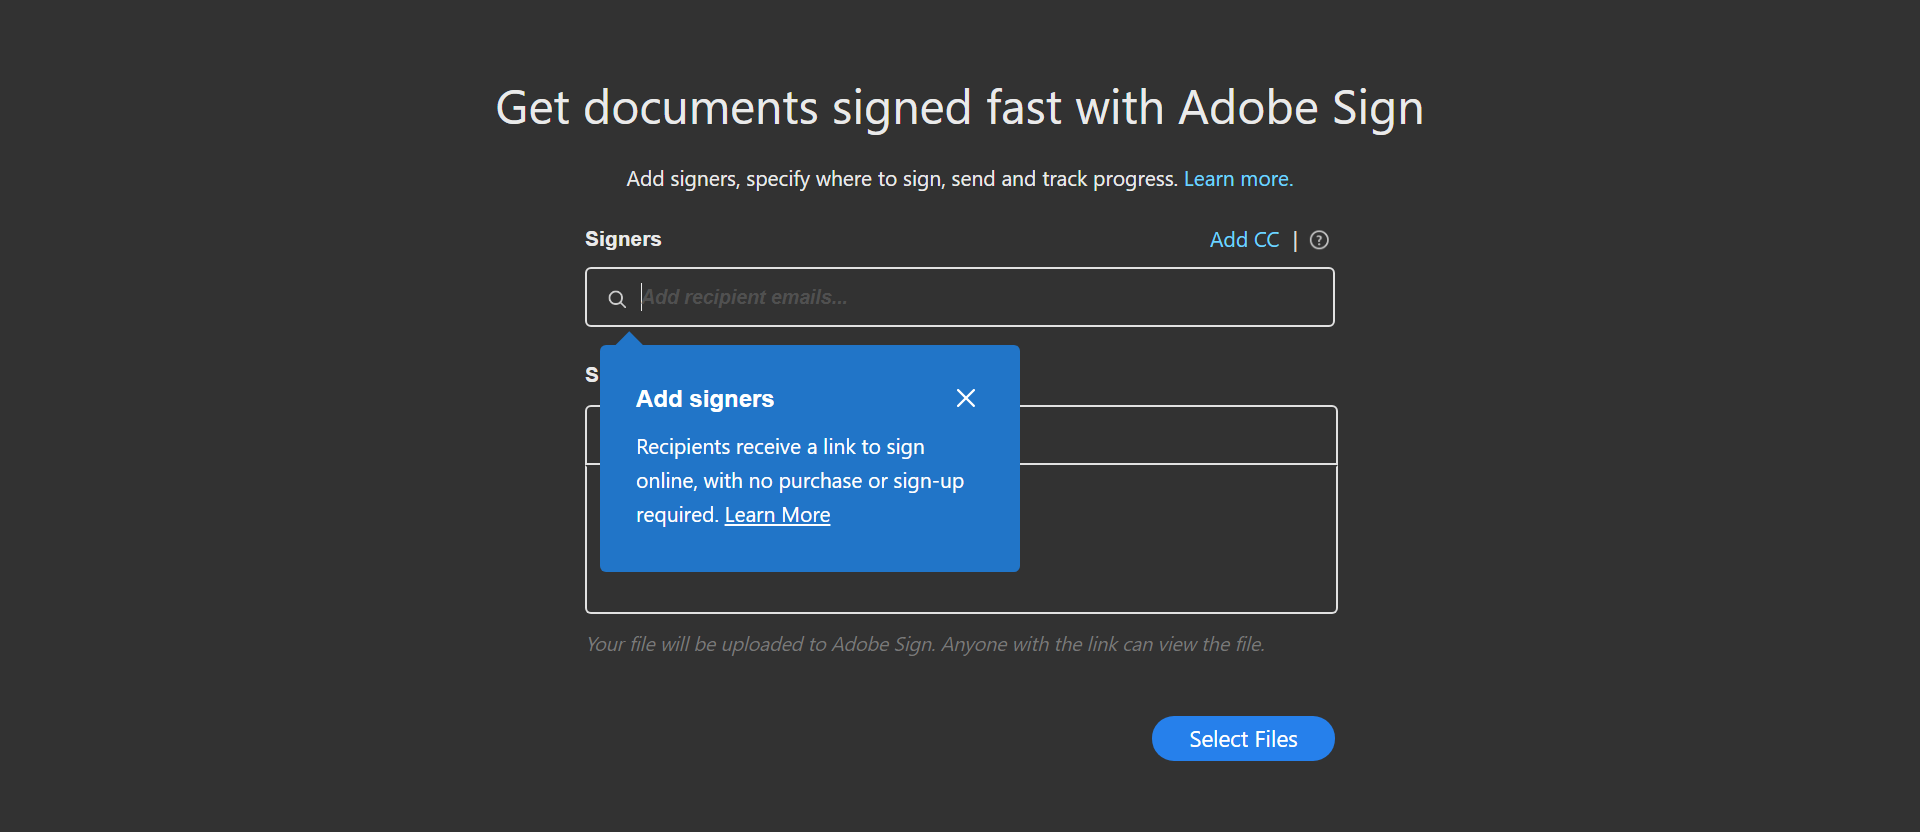 Get documents signed fast with Adobe Sign
Add signers, specify where to sign, send and track progress. Learn more.
Signers
Add CC | ?
Add recipient emails...
S
Add signers
Recipients receive a link to sign
online, with no purchase or sign-up
required. Learn More
Your file will be uploaded to Adobe Sign. Anyone with the link can view the file.
Select Files